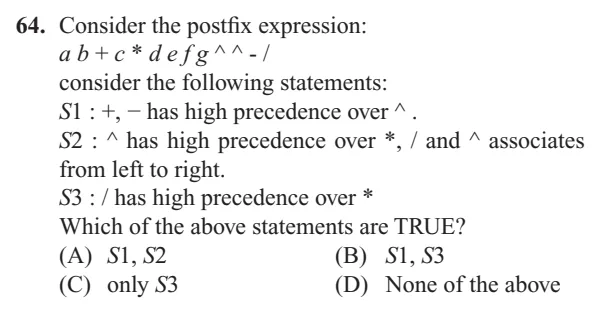 64. Consider the postfix expression:
a b + c * d e f g ^ ^ - /
consider the following statements:
S1 : +, − has high precedence over ^ .
S2 : ^ has high precedence over *, / and ^ associates
from left to right.
S3 : / has high precedence over *
Which of the above statements are TRUE?
(A) S1, S2 (B) S1, S3
(C) only S3 (D) None of the above